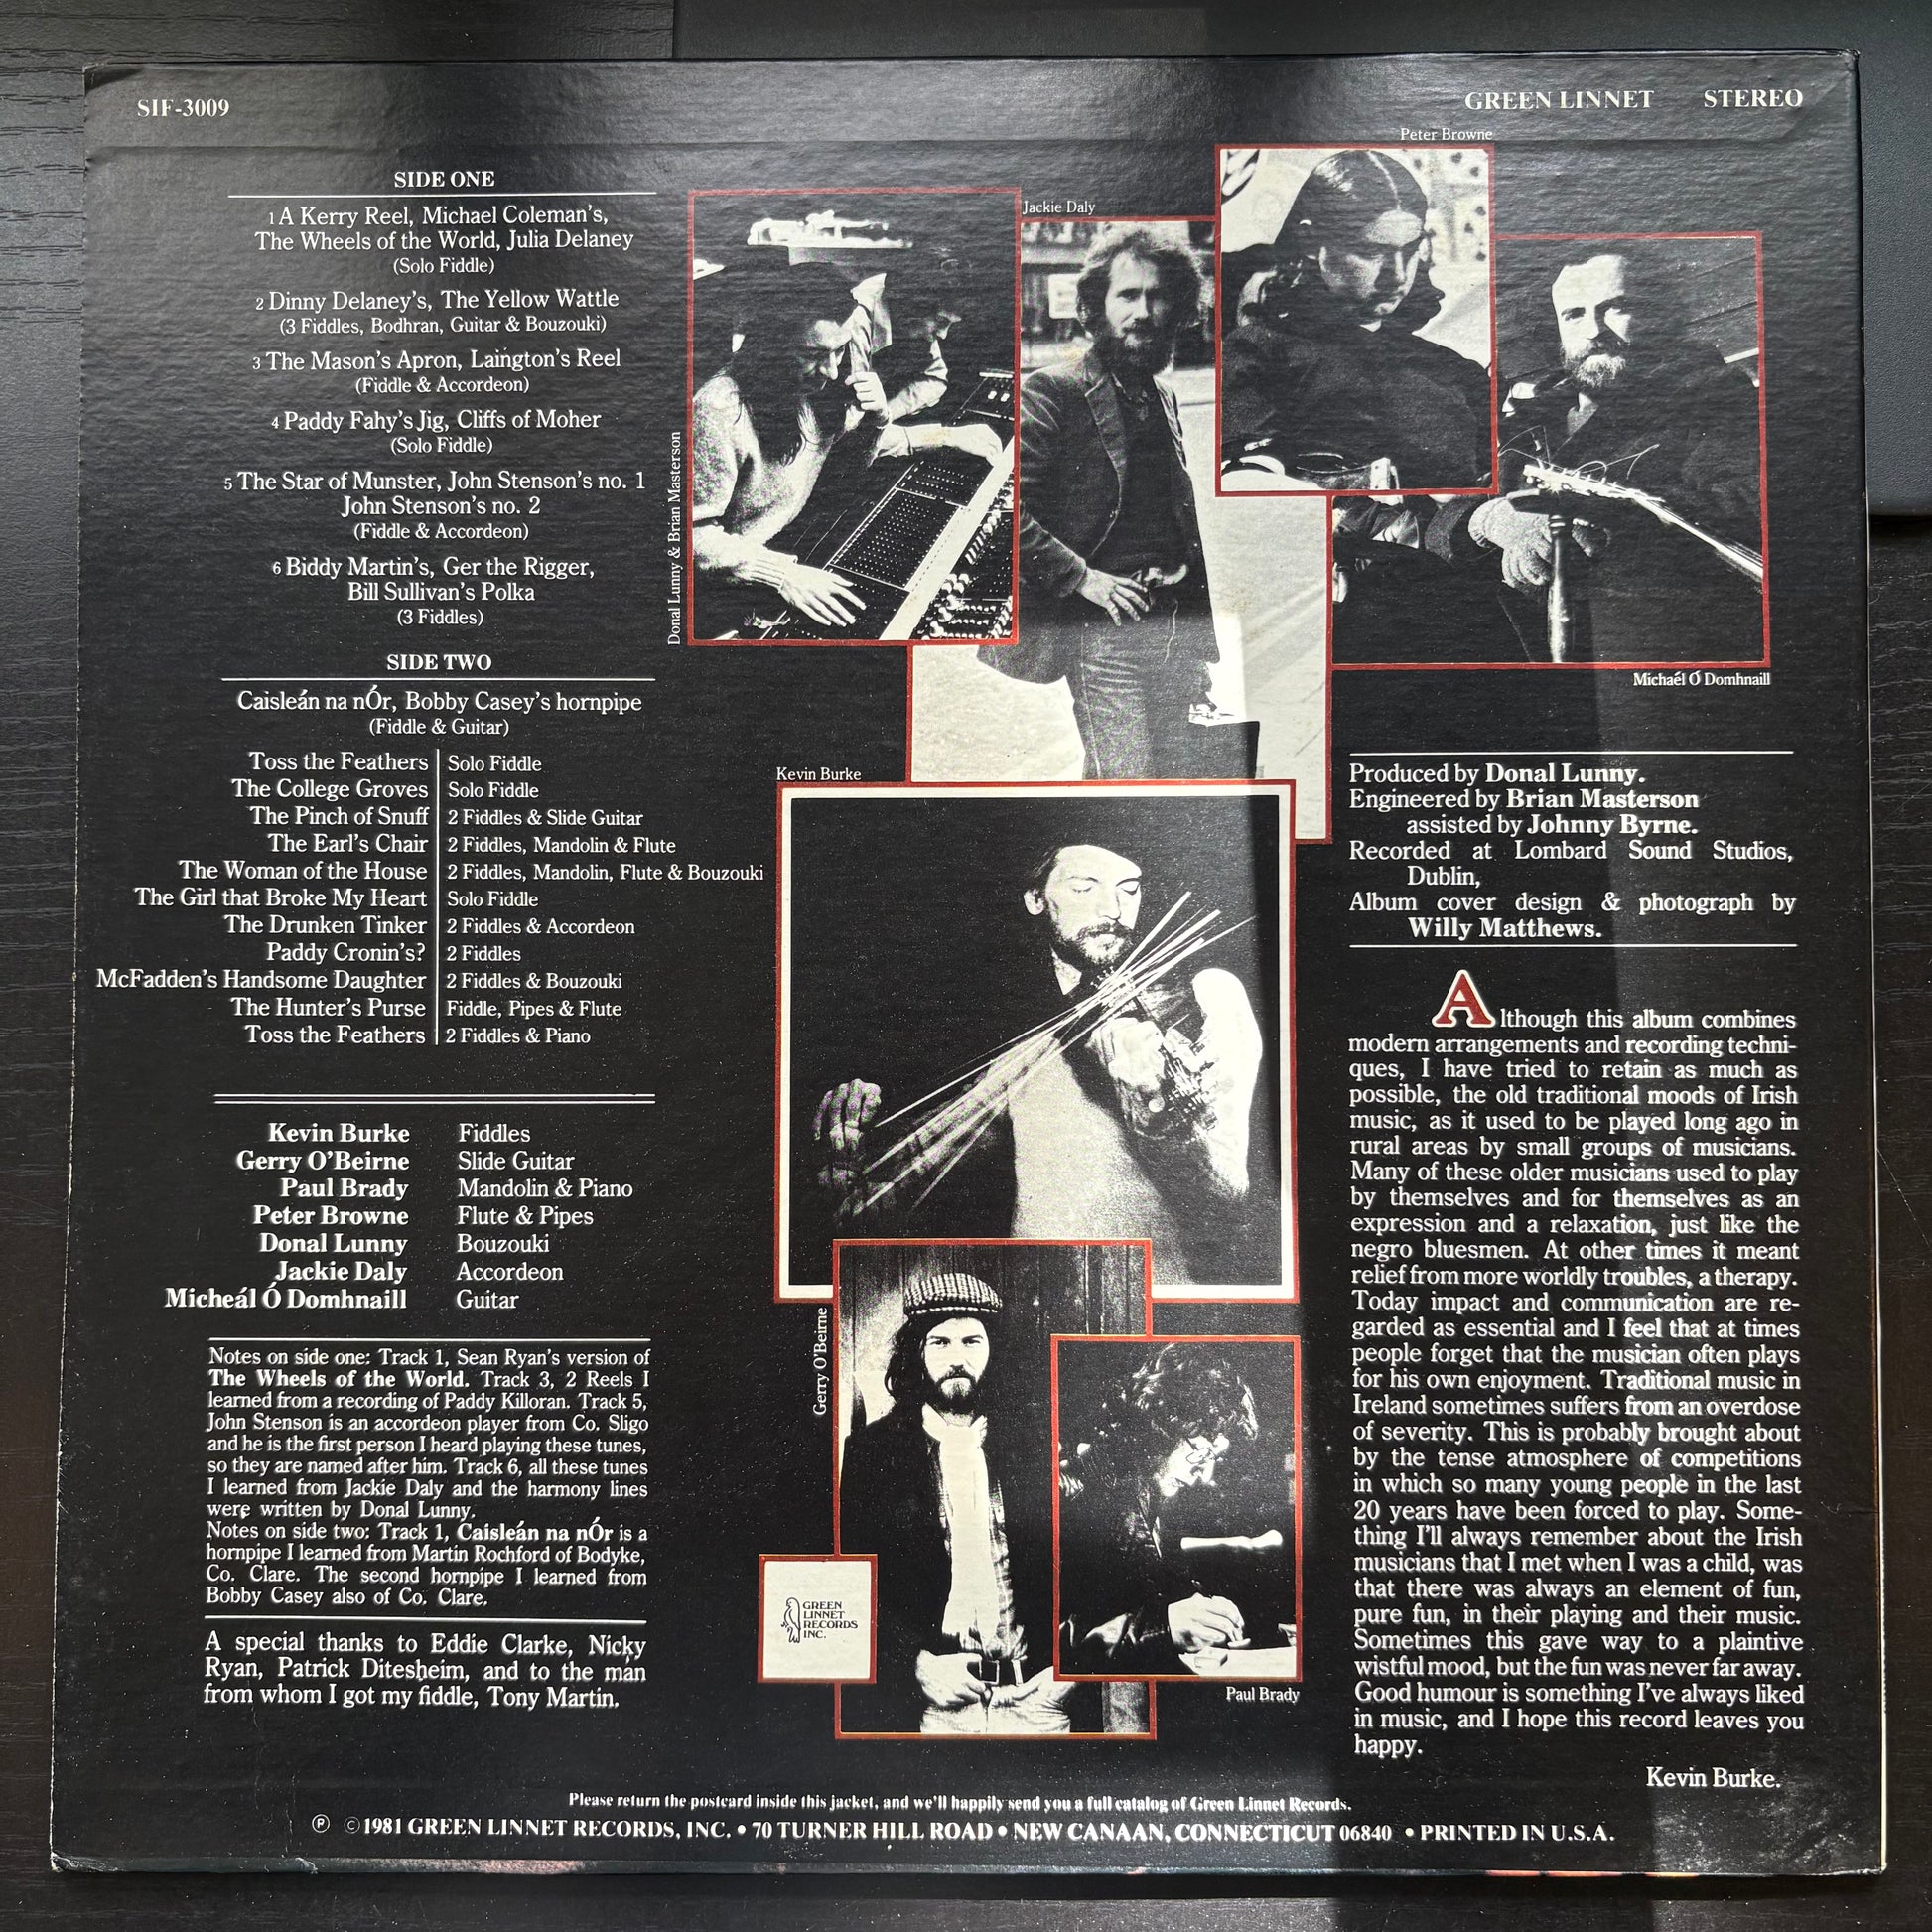 SIF-3009
GREEN LINNET STEREO
SIDE ONE
1 A Kerry Reel, Michael Coleman's,
The Wheels of the World, Julia Delaney
(Solo Fiddle)
2 Dinny Delaney's, The Yellow Wattle
(3 Fiddles, Bodhran, Guitar & Bouzouki)
3 The Mason's Apron, Laington's Reel
(Fiddle & Accordeon)
4 Paddy Fahy's Jig, Cliffs of Moher
(Solo Fiddle)
5 The Star of Munster, John Stenson's no. 1
John Stenson's no. 2
(Fiddle & Accordeon)
6 Biddy Martin's, Ger the Rigger,
Bill Sullivan's Polka
(3 Fiddles)
SIDE TWO
Caisleán na nÓr, Bobby Casey's hornpipe
(Fiddle & Guitar)
Toss the Feathers Solo Fiddle
The College Groves Solo Fiddle
The Pinch of Snuff 2 Fiddles & Slide Guitar
The Earl's Chair 2 Fiddles, Mandolin & Flute
The Woman of the House 2 Fiddles, Mandolin, Flute & Bouzouki
The Girl that Broke My Heart Solo Fiddle
The Drunken Tinker 2 Fiddles & Accordeon
Paddy Cronin's? 2 Fiddles
McFadden's Handsome Daughter 2 Fiddles & Bouzouki
The Hunter's Purse Fiddle, Pipes & Flute
Toss the Feathers 2 Fiddles & Piano
Kevin Burke Fiddles
Gerry O'Beirne Slide Guitar
Paul Brady Mandolin & Piano
Peter Browne Flute & Pipes
Donal Lunny Bouzouki
Jackie Daly Accordeon
Micheál Ó Domhnaill Guitar
Notes on side one: Track 1, Sean Ryan's version of
The Wheels of the World. Track 3, 2 Reels I
learned from a recording of Paddy Killoran. Track 5,
John Stenson is an accordeon player from Co. Sligo
and he is the first person I heard playing these tunes,
so they are named after him. Track 6, all these tunes
I learned from Jackie Daly and the harmony lines
were written by Donal Lunny.
Notes on side two: Track 1, Caisleán na nÓr is a
hornpipe I learned from Martin Rochford of Bodyke,
Co. Clare. The second hornpipe I learned from
Bobby Casey also of Co. Clare.
A special thanks to Eddie Clarke, Nicky
Ryan, Patrick Ditesheim, and to the man
from whom I got my fiddle, Tony Martin.
Donal Lunny & Brian Masterson
Jackie Daly
Peter Browne
Michaél Ó Domhnaill
Kevin Burke
Gerry O'Beirne
Paul Brady
GREEN
LINNET
RECORDS
INC.
Produced by Donal Lunny.
Engineered by Brian Masterson
assisted by Johnny Byrne.
Recorded at Lombard Sound Studios,
Dublin,
Album cover design & photograph by
Willy Matthews.
Although this album combines
modern arrangements and recording techni-
ques, I have tried to retain as much as
possible, the old traditional moods of Irish
music, as it used to be played long ago in
rural areas by small groups of musicians.
Many of these older musicians used to play
by themselves and for themselves as an
expression and a relaxation, just like the
negro bluesmen. At other times it meant
relief from more worldly troubles, a therapy.
Today impact and communication are re-
garded as essential and I feel that at times
people forget that the musician often plays
for his own enjoyment. Traditional music in
Ireland sometimes suffers from an overdose
of severity. This is probably brought about
by the tense atmosphere of competitions
in which so many young people in the last
20 years have been forced to play. Some-
thing I'll always remember about the Irish
musicians that I met when I was a child, was
that there was always an element of fun,
pure fun, in their playing and their music.
Sometimes this gave way to a plaintive
wistful mood, but the fun was never far away.
Good humour is something I've always liked
in music, and I hope this record leaves you
happy.
Kevin Burke.
Please return the postcard inside this jacket, and we'll happily send you a full catalog of Green Linnet Records.
Ⓟ ©1981 GREEN LINNET RECORDS, INC. • 70 TURNER HILL ROAD • NEW CANAAN, CONNECTICUT 06840 • PRINTED IN U.S.A.